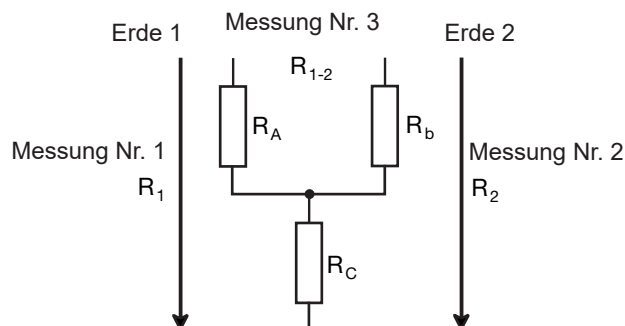 Messung Nr. 3
Erde 1
Erde 2
R1-2
RA
Rb
Messung Nr. 1
R1
Messung Nr. 2
R2
RC